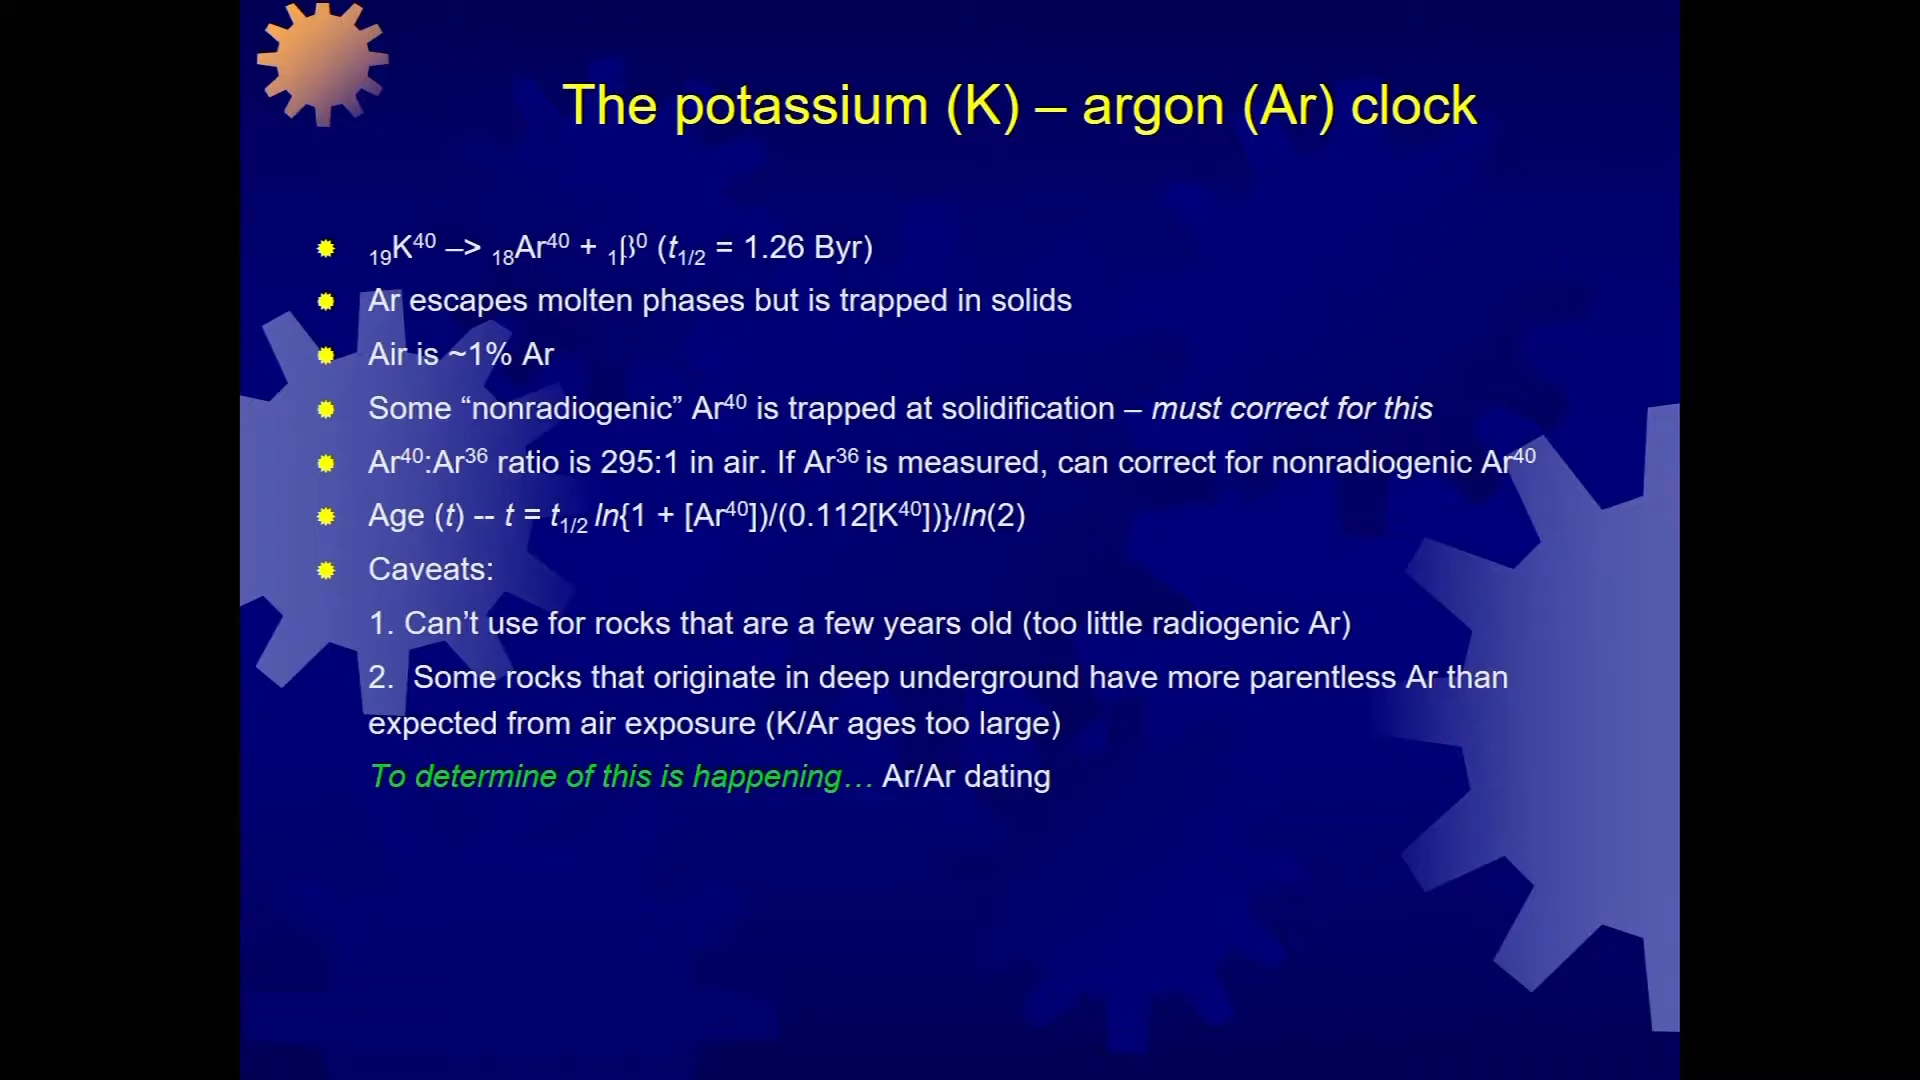 The potassium (K) – argon (Ar) clock
₁₉K⁴⁰ –> ₁₈Ar⁴⁰ + ₁β⁰ (t₁/₂ = 1.26 Byr)
Ar escapes molten phases but is trapped in solids
Air is ~1% Ar
Some “nonradiogenic” Ar⁴⁰ is trapped at solidification – must correct for this
Ar⁴⁰:Ar³⁶ ratio is 295:1 in air. If Ar³⁶ is measured, can correct for nonradiogenic Ar⁴⁰
Age (t) -- t = t₁/₂ ln{1 + [Ar⁴⁰])/(0.112[K⁴⁰])}/ln(2)
Caveats:
1. Can’t use for rocks that are a few years old (too little radiogenic Ar)
2. Some rocks that originate in deep underground have more parentless Ar than
expected from air exposure (K/Ar ages too large)
To determine of this is happening… Ar/Ar dating